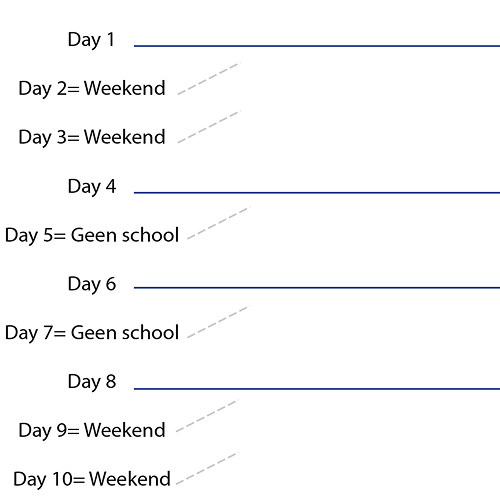 Day 1
Day 2= Weekend
Day 3= Weekend
Day 4
Day 5= Geen school
Day 6
Day 7= Geen school
Day 8
Day 9= Weekend
Day 10= Weekend